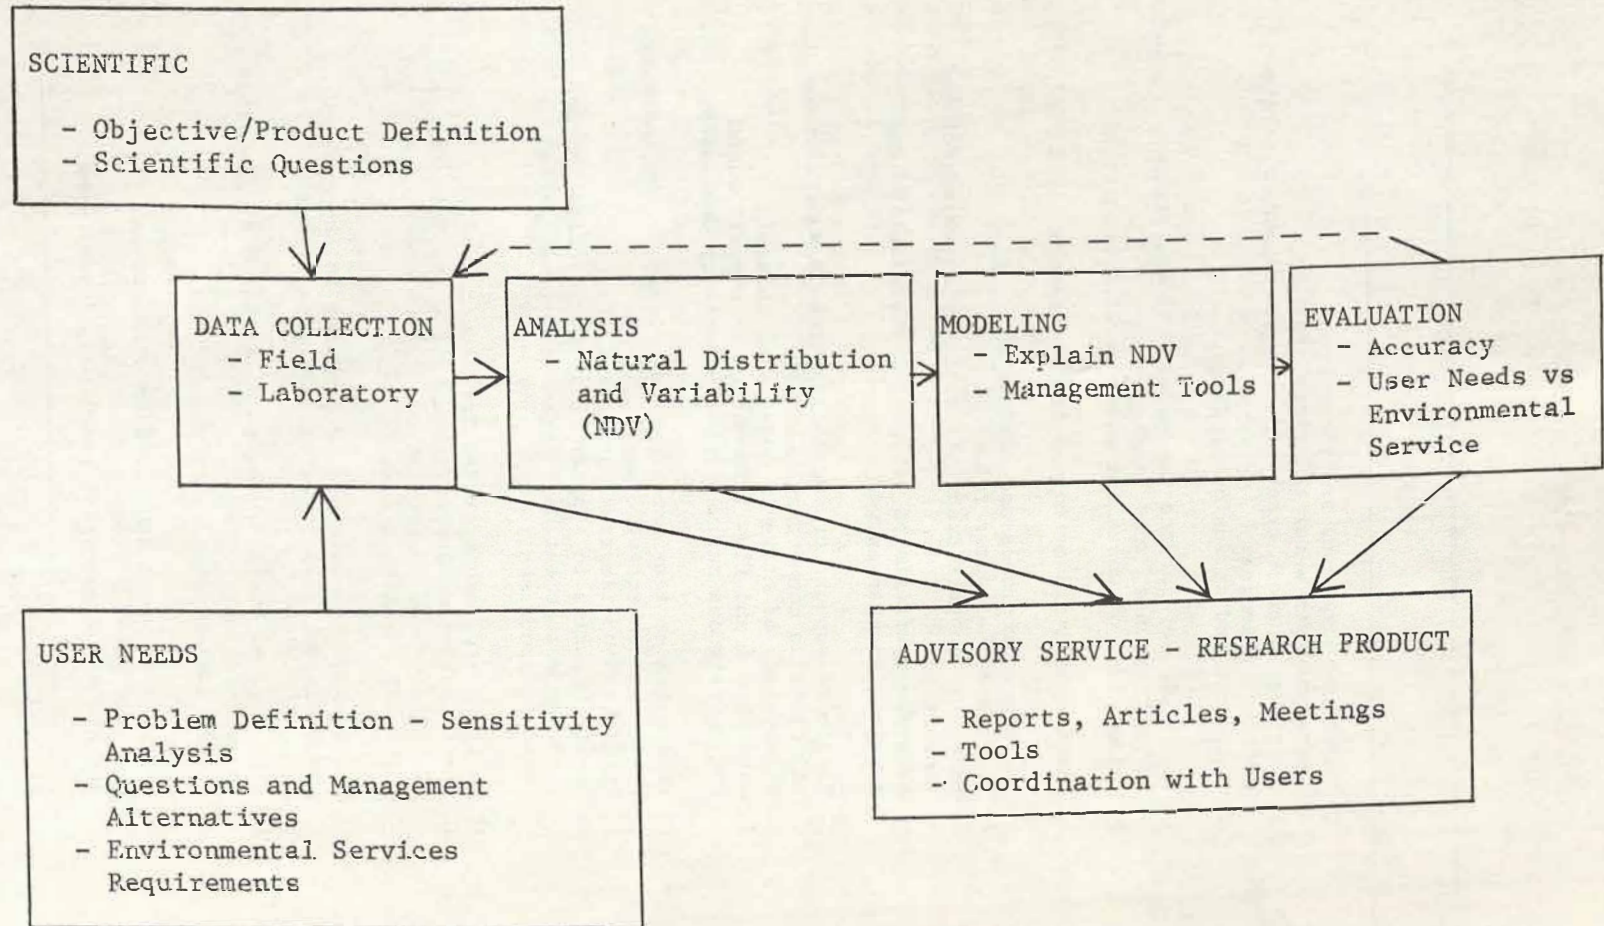 SCIENTIFIC
- Objective/Product Definition
- Scientific Questions
DATA COLLECTION
- Field
- Laboratory
ANALYSIS
- Natural Distribution
and Variability
(NDV)
MODELING
- Explain NDV
- Management Tools
EVALUATION
- Accuracy
- User Needs vs
Environmental
Service
USER NEEDS
- Problem Definition - Sensitivity
Analysis
- Questions and Management
Alternatives
- Environmental Services
Requirements
ADVISORY SERVICE - RESEARCH PRODUCT
- Reports, Articles, Meetings
- Tools
- Coordination with Users